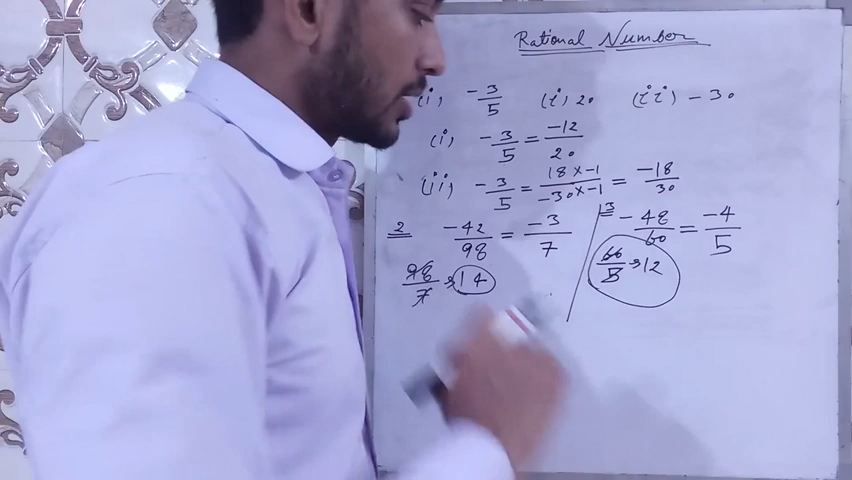 Rational Number
(i) -3/5 (i) 20 (ii) - 30
(i) -3/5 = -12/20
(ii) -3/5 = 18 x -1/-30 x -1 = -18/30
2 -42/98 = -3/7
98/7 → 14
3 -48/60 = -4/5
60/5 → 12